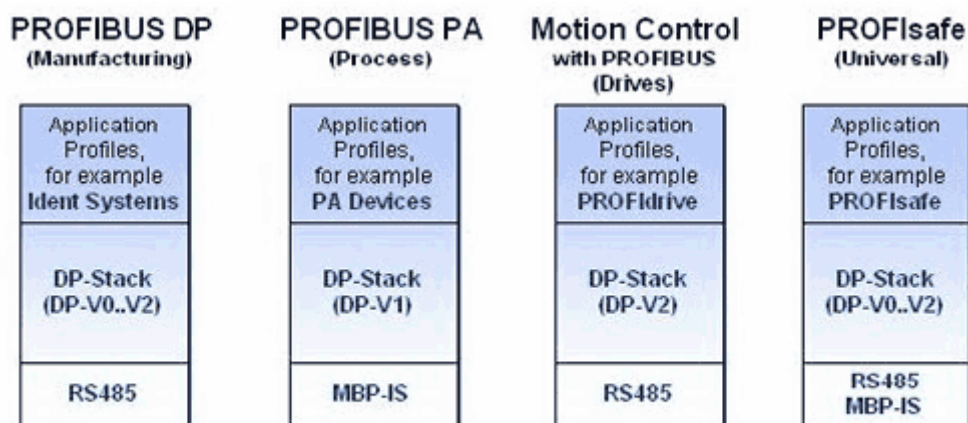 PROFIBUS DP
(Manufacturing)
Application
Profiles,
for example
Ident Systems
DP-Stack
(DP-V0..V2)
RS485
PROFIBUS PA
(Process)
Application
Profiles,
for example
PA Devices
DP-Stack
(DP-V1)
MBP-IS
Motion Control
with PROFIBUS
(Drives)
Application
Profiles,
for example
PROFIdrive
DP-Stack
(DP-V2)
RS485
PROFIsafe
(Universal)
Application
Profiles,
for example
PROFIsafe
DP-Stack
(DP-V0..V2)
RS485
MBP-IS